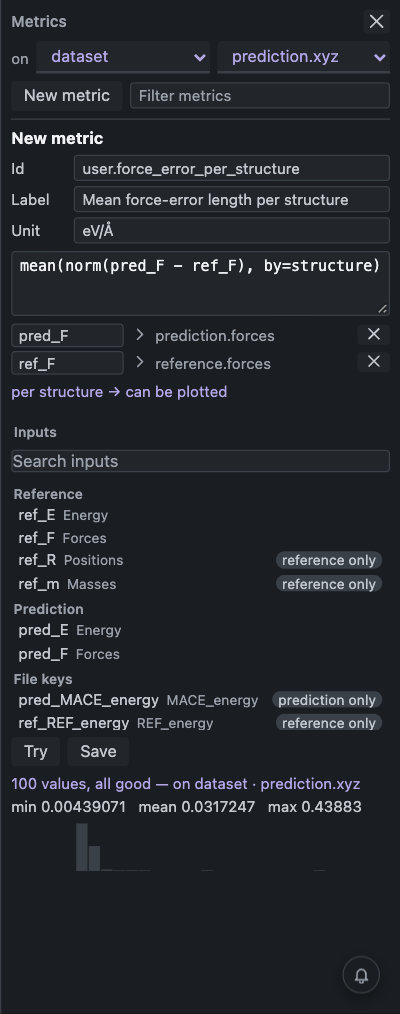 Metrics
on dataset prediction.xyz
New metric Filter metrics
New metric
Id user.force_error_per_structure
Label Mean force-error length per structure
Unit eV/Å
mean(norm(pred_F - ref_F), by=structure)
pred_F > prediction.forces
ref_F > reference.forces
per structure → can be plotted
Inputs
Search inputs
Reference
ref_E Energy
ref_F Forces
ref_R Positions reference only
ref_m Masses reference only
Prediction
pred_E Energy
pred_F Forces
File keys
pred_MACE_energy MACE_energy prediction only
ref_REF_energy REF_energy reference only
Try Save
100 values, all good — on dataset · prediction.xyz
min 0.00439071 mean 0.0317247 max 0.43883